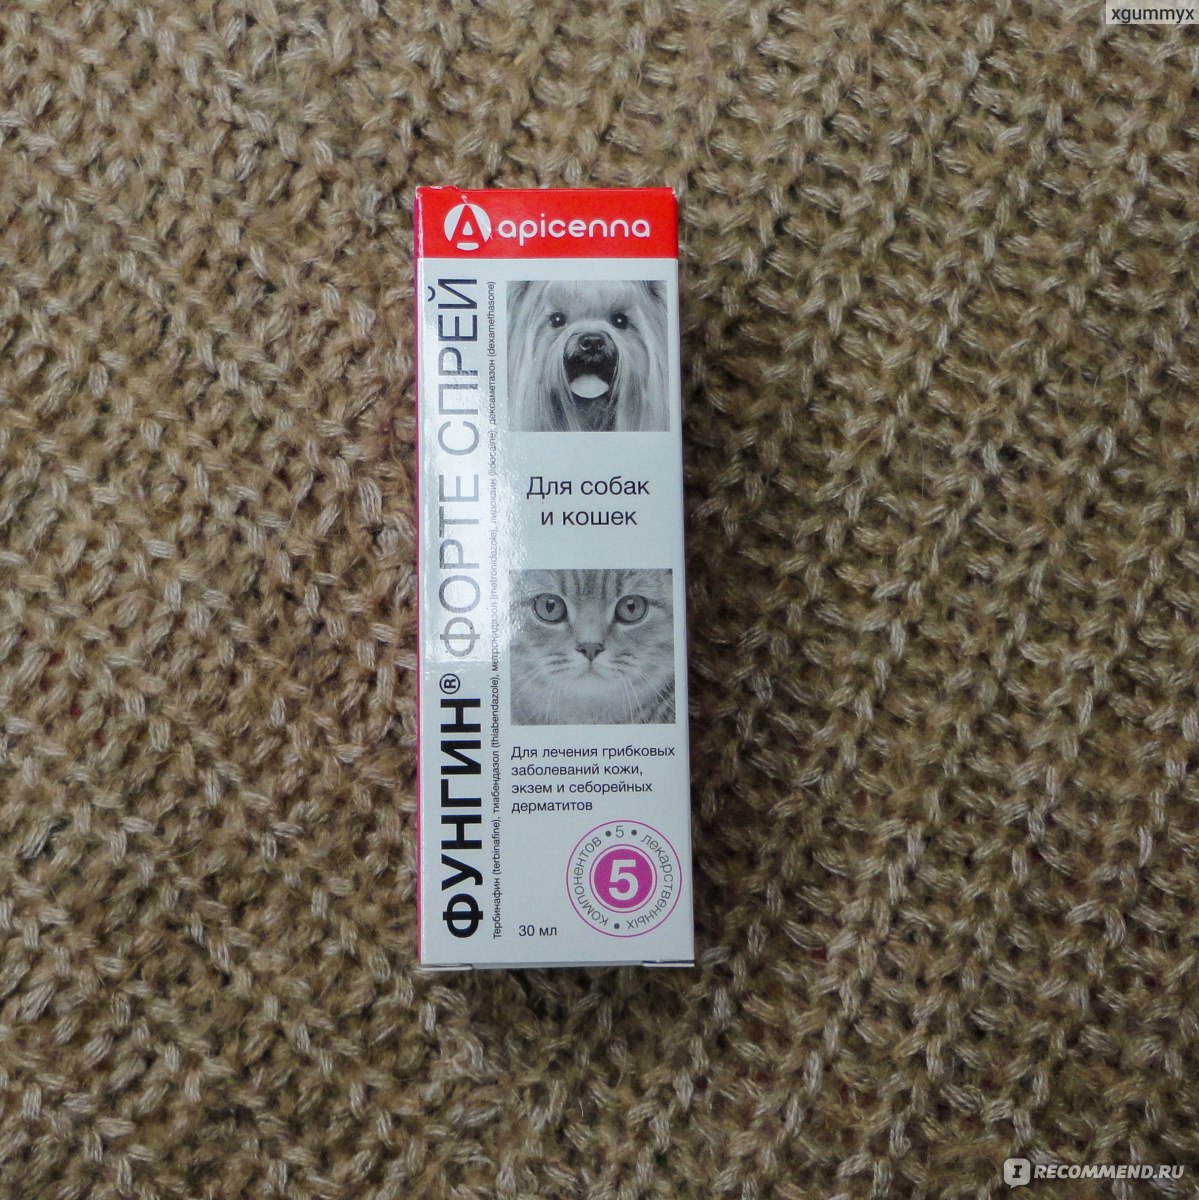 xgummyx
apicenna
ФУНГИН® ФОРТЕ СПРЕЙ
Тербинафин (terbinafine), тиабендазол (thiabendazole), метронидазол (metronidazole), лидокаин (lidocaine), дексаметазон (dexamethasone)
Для собак
и кошек
Для лечения грибковых
заболеваний кожи,
экзем и себорейных
дерматитов
• 5 • лекарственных • компонентов
5
30 мл
I RECOMMEND.RU